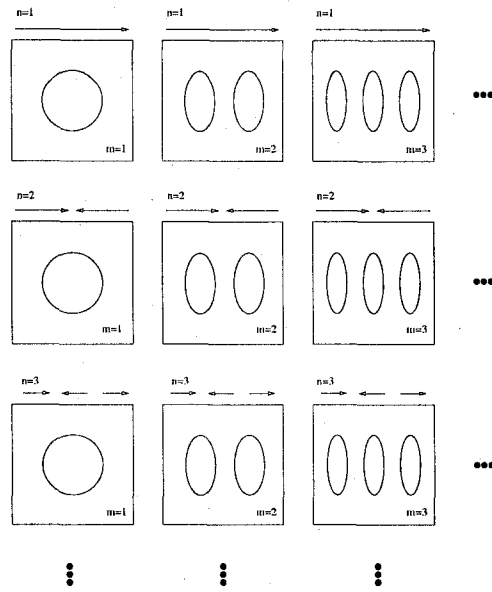 n=1 n=1 n=1
m=1 m=2 m=3
n=2 n=2 n=2
m=1 m=2 m=3
n=3 n=3 n=3
m=1 m=2 m=3